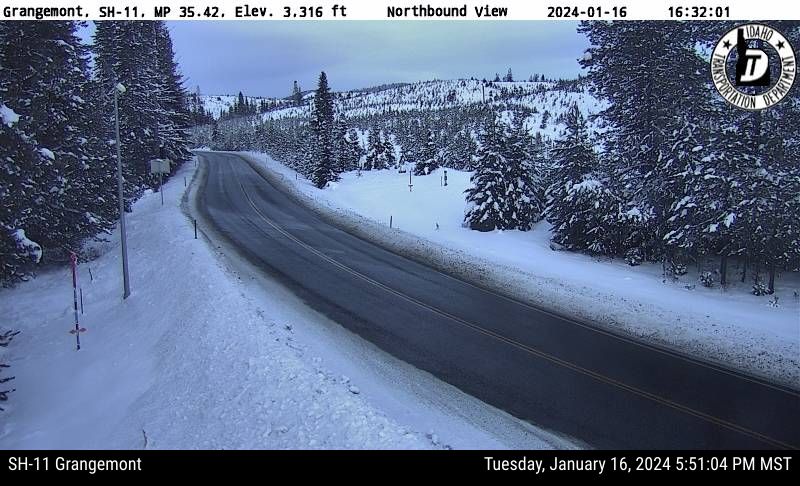 Grangemont, SH-11, MP 35.42, Elev. 3,316 ft Northbound View 2024-01-16 16:32:01
IDAHO
TRANSPORTATION DEPARTMENT
SH-11 Grangemont Tuesday, January 16, 2024 5:51:04 PM MST